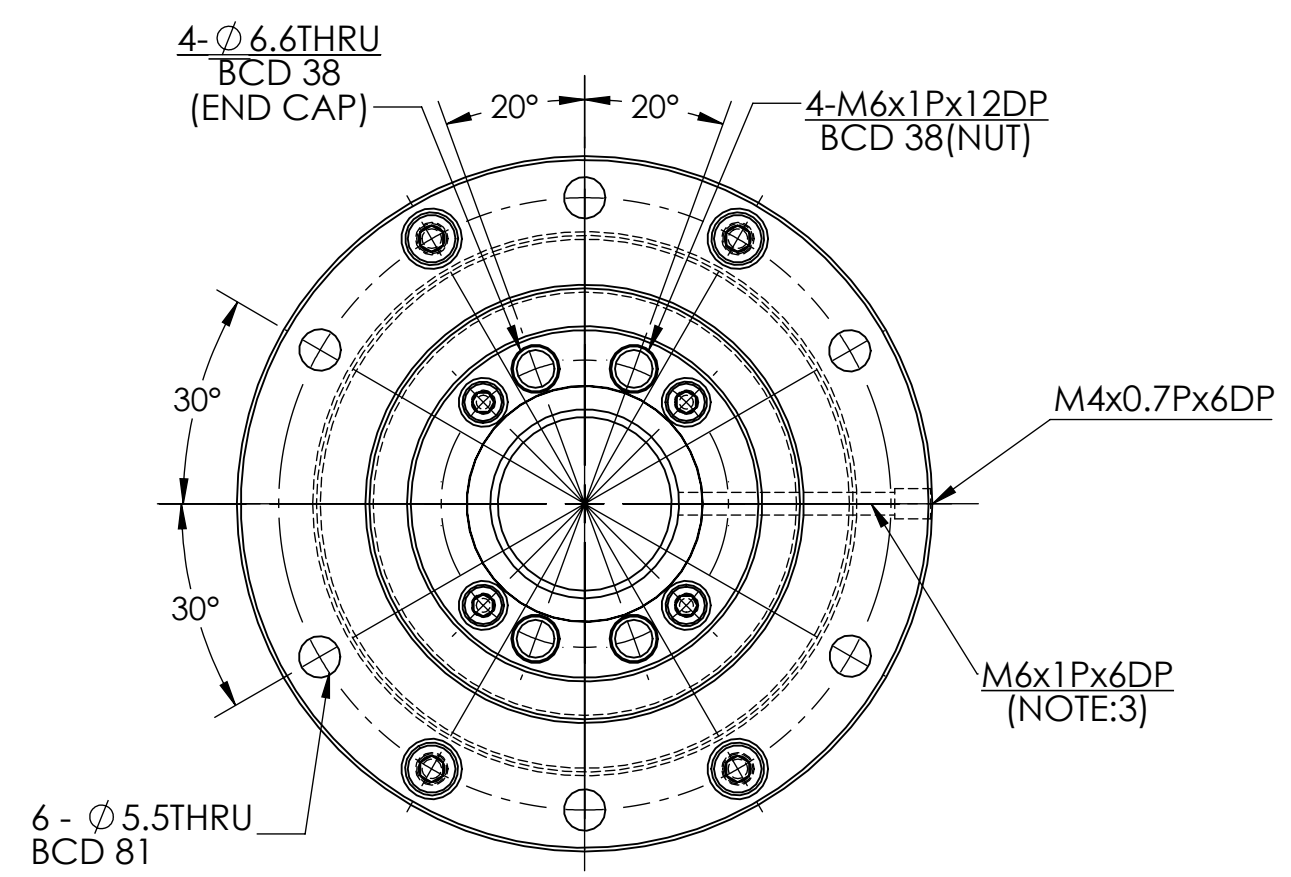 4- ∅ 6.6THRU
BCD 38
(END CAP)
20°
20°
4-M6x1Px12DP
BCD 38(NUT)
30°
M4x0.7Px6DP
30°
M6x1Px6DP
(NOTE:3)
6 - ∅ 5.5THRU
BCD 81